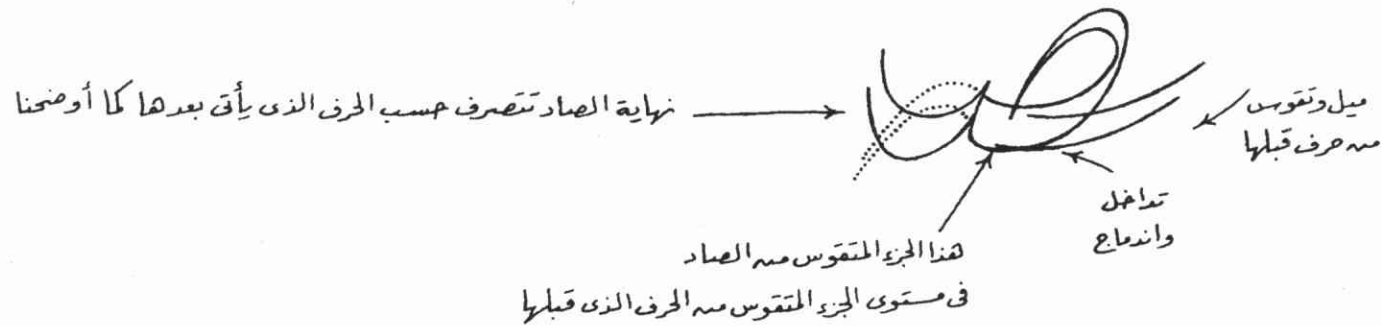 ميل وتقوس
من حرف قبلها
نهاية الصاد تتصرف حسب الحرف الذى يأتى بعدها كما أوضحنا
تداخل
واندماج
هذا الجزء المتقوس من الصاد
فى مستوى الجزء المتقوس من الحرف الذى قبلها